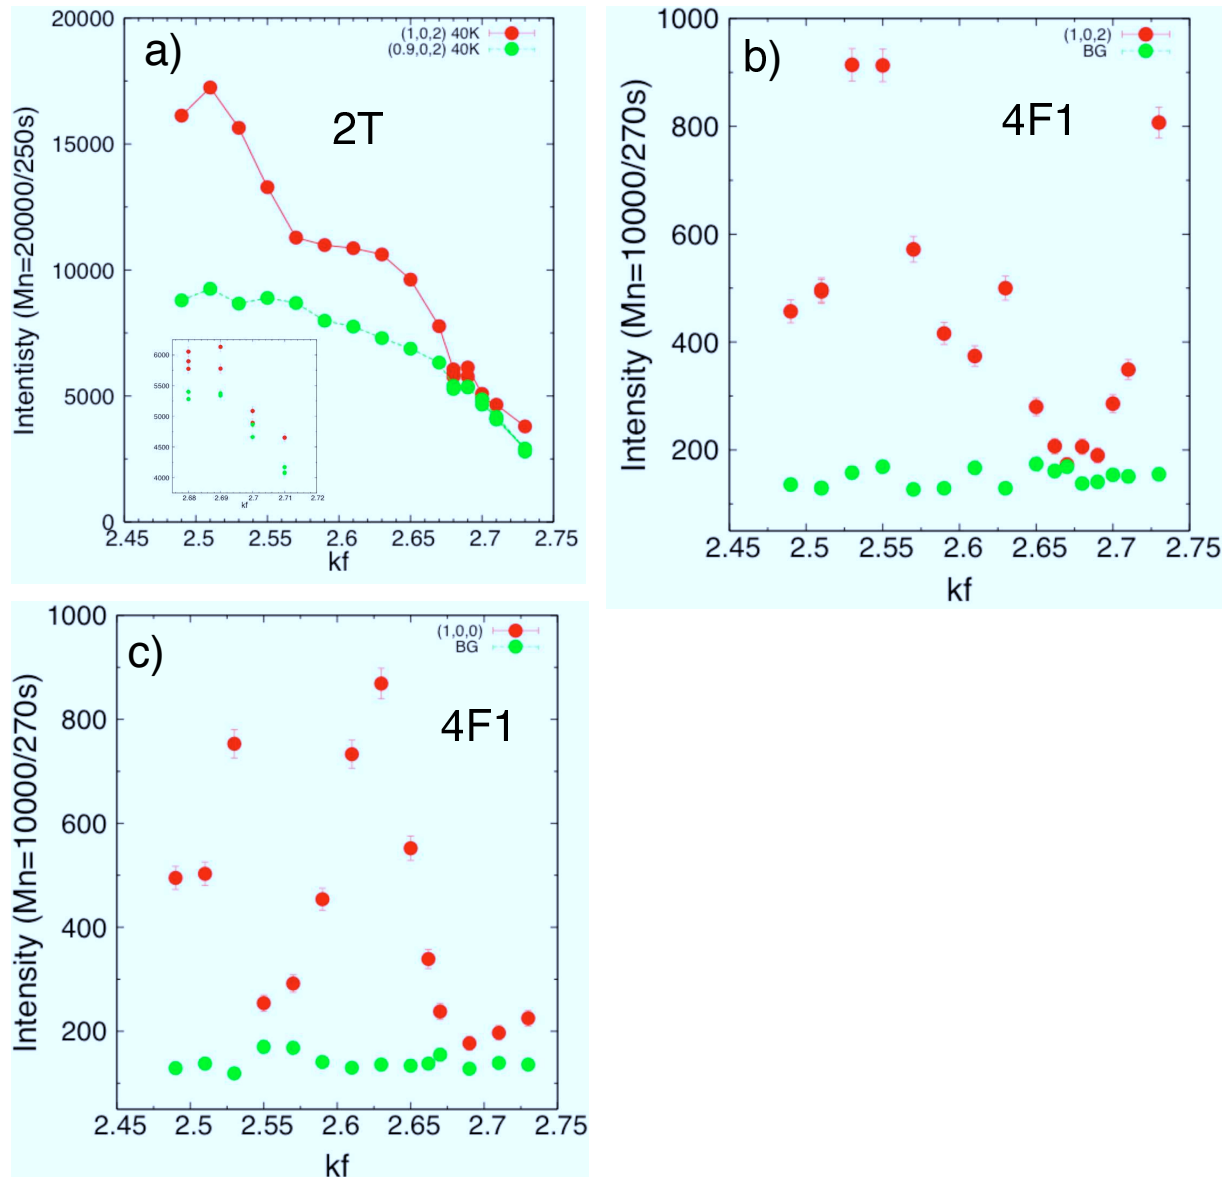 a)
(1,0,2) 40K
(0.9,0,2) 40K
2T
Intentisty (Mn=20000/250s)
20000
15000
10000
5000
0
6000
5500
5000
4500
4000
2.68 2.69 2.7 2.71 2.72
kf
2.45 2.5 2.55 2.6 2.65 2.7 2.75
kf
b)
(1,0,2)
BG
4F1
Intensity (Mn=10000/270s)
1000
800
600
400
200
2.45 2.5 2.55 2.6 2.65 2.7 2.75
kf
c)
(1,0,0)
BG
4F1
Intensity (Mn=10000/270s)
1000
800
600
400
200
2.45 2.5 2.55 2.6 2.65 2.7 2.75
kf